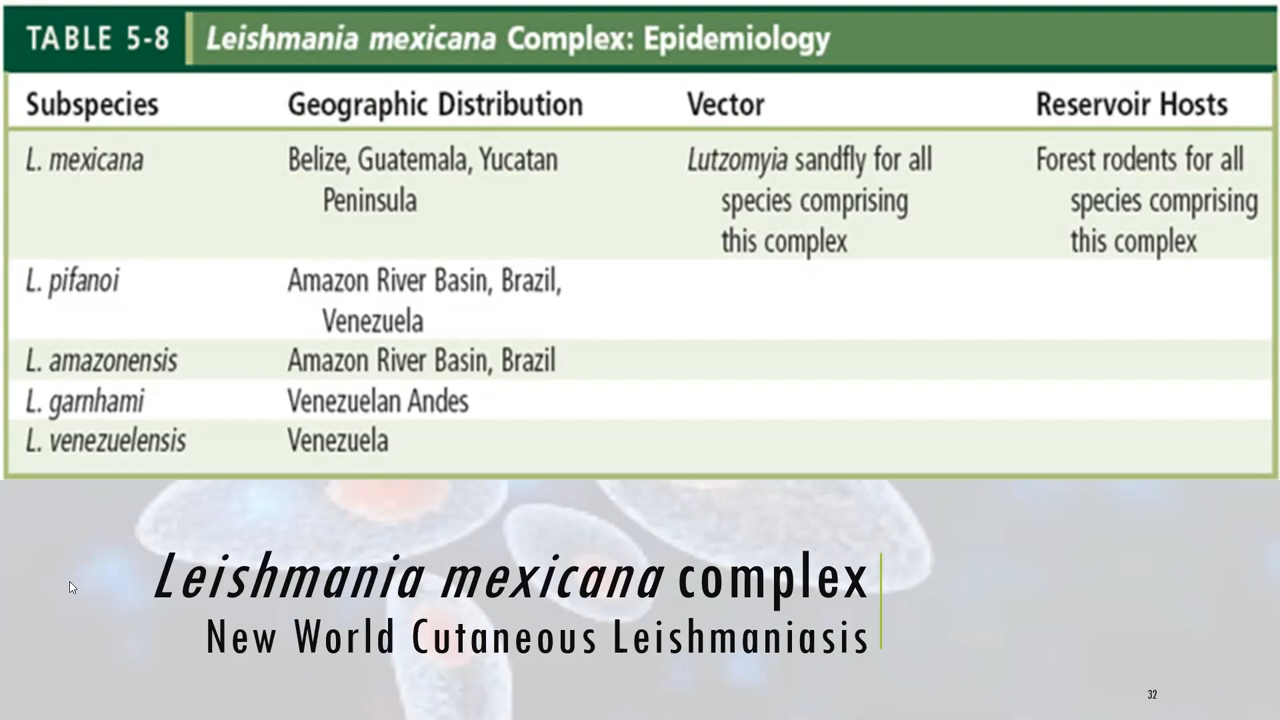 TABLE 5-8 Leishmania mexicana Complex: Epidemiology
Subspecies Geographic Distribution Vector Reservoir Hosts
L. mexicana Belize, Guatemala, Yucatan Lutzomyia sandfly for all Forest rodents for all
Peninsula species comprising species comprising
this complex this complex
L. pifanoi Amazon River Basin, Brazil,
Venezuela
L. amazonensis Amazon River Basin, Brazil
L. garnhami Venezuelan Andes
L. venezuelensis Venezuela
Leishmania mexicana complex
New World Cutaneous Leishmaniasis
32